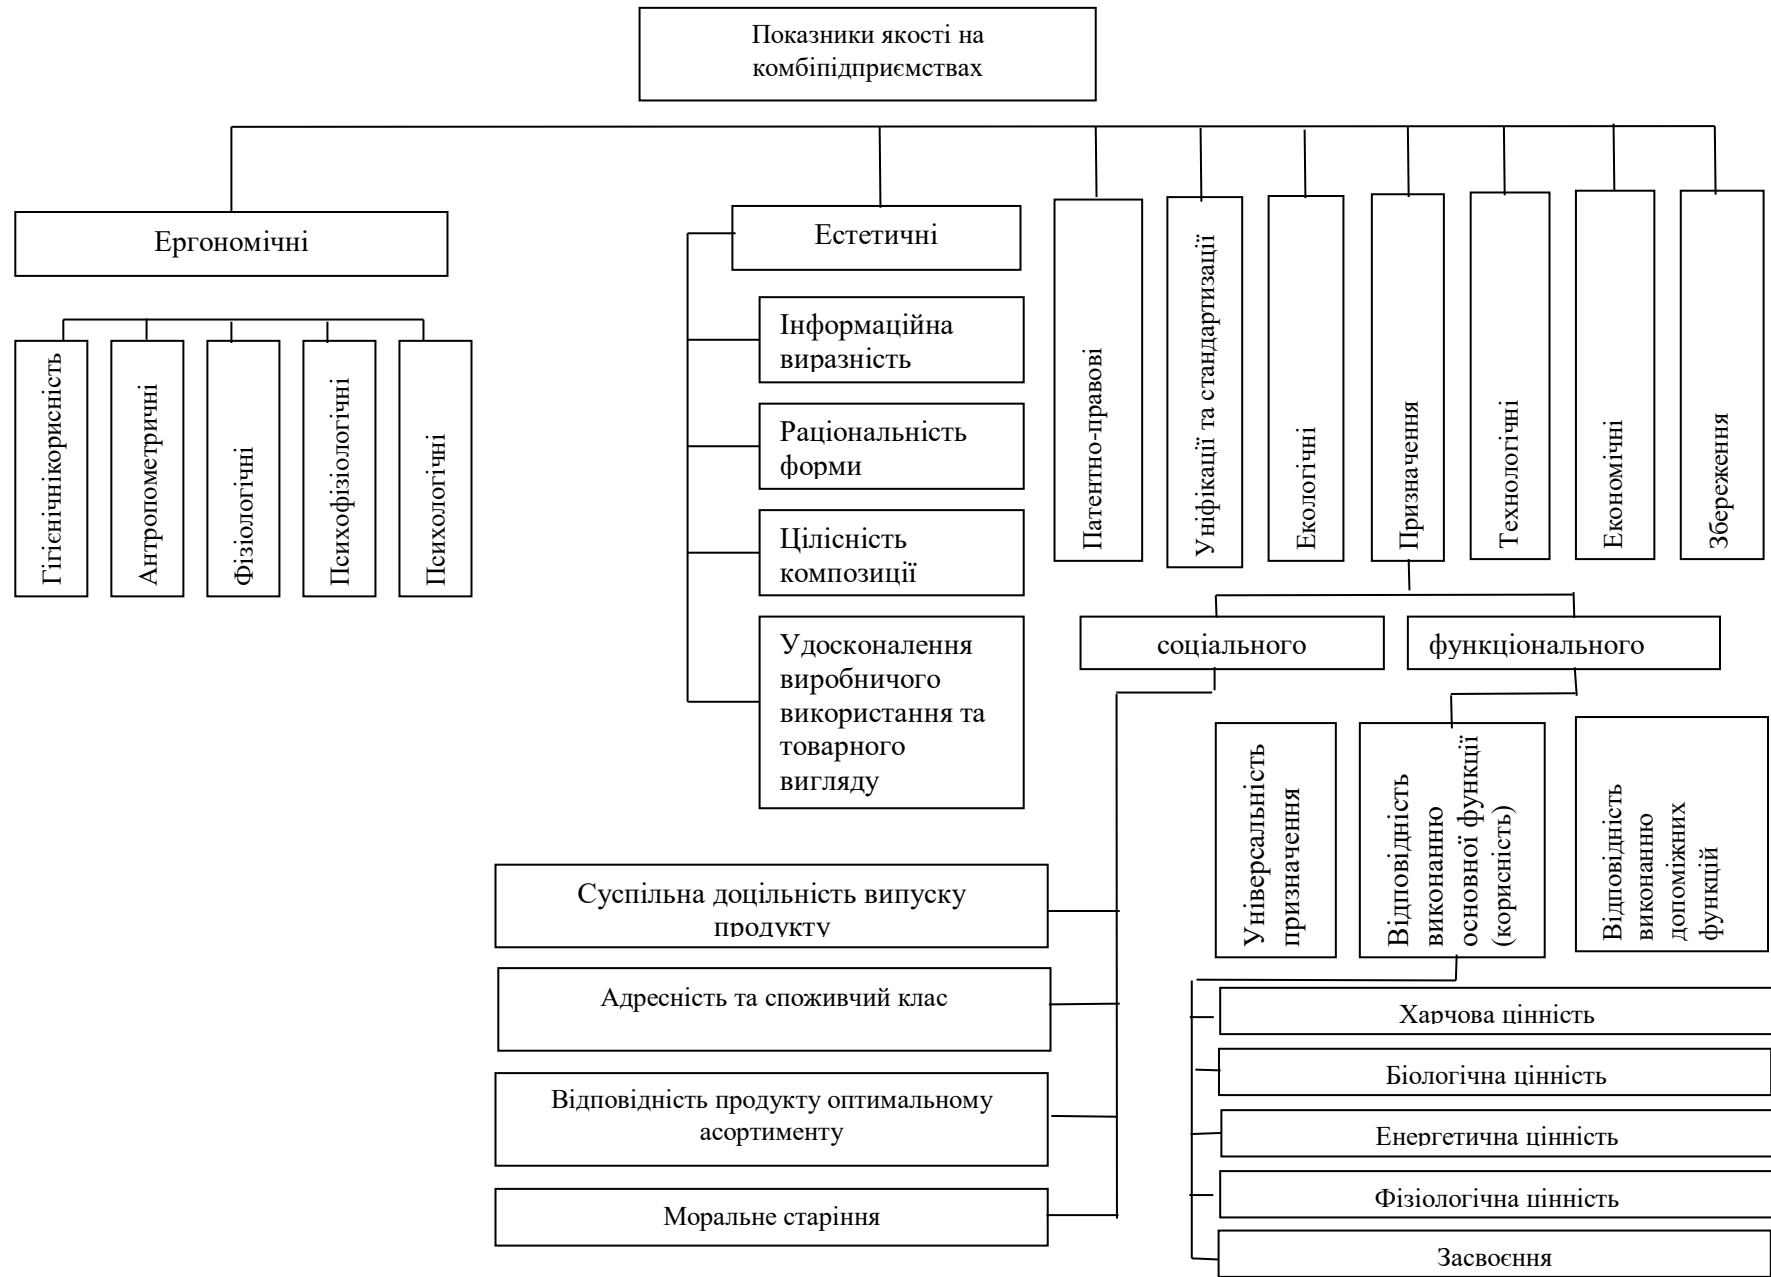 Показники якості на
комбіпідприємствах
Ергономічні
Гігієнічнікорисність
Антропометричні
Фізіологічні
Психофізіологічні
Психологічні
Естетичні
Інформаційна
виразність
Раціональність
форми
Цілісність
композиції
Удосконалення
виробничого
використання та
товарного
вигляду
Патентно-правові
Уніфікації та стандартизації
Екологічні
Призначення
Технологічні
Економічні
Збереження
соціального
функціонального
Суспільна доцільність випуску
продукту
Адресність та споживчий клас
Відповідність продукту оптимальному
асортименту
Моральне старіння
Універсальність
призначення
Відповідність
виконанню
основної функції
(корисність)
Відповідність
виконанню
допоміжних
функцій
Харчова цінність
Біологічна цінність
Енергетична цінність
Фізіологічна цінність
Засвоєння